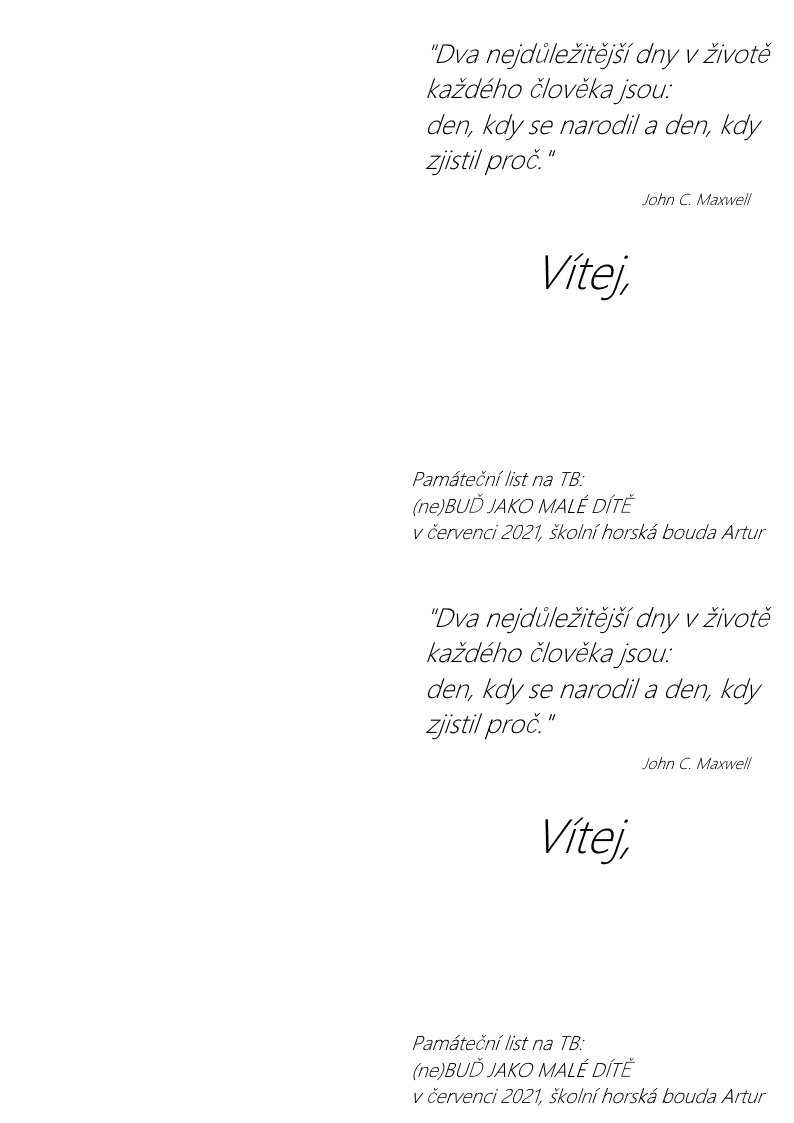 "Dva nejdůležitější dny v životě
každého člověka jsou:
den, kdy se narodil a den, kdy
zjistil proč."
John C. Maxwell
Vítej,
Památeční list na TB:
(ne)BUĎ JAKO MALÉ DÍTĚ
v červenci 2021, školní horská bouda Artur
"Dva nejdůležitější dny v životě
každého člověka jsou:
den, kdy se narodil a den, kdy
zjistil proč."
John C. Maxwell
Vítej,
Památeční list na TB:
(ne)BUĎ JAKO MALÉ DÍTĚ
v červenci 2021, školní horská bouda Artur